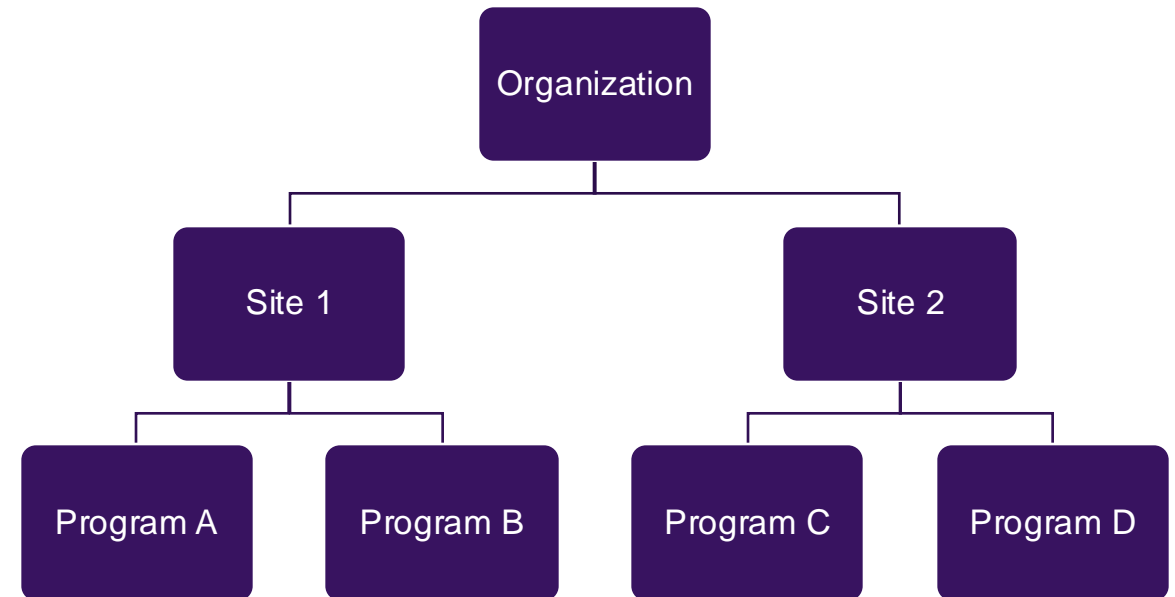 Organization
Site 1
Site 2
Program A
Program B
Program C
Program D